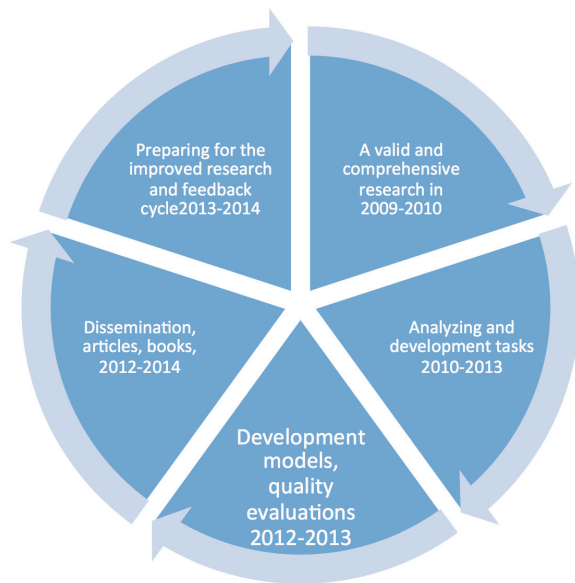 A valid and
comprehensive
research in
2009-2010
Analyzing and
development tasks
2010-2013
Development
models,
quality
evaluations
2012-2013
Dissemination,
articles, books,
2012-2014
Preparing for the
improved research
and feedback
cycle2013-2014